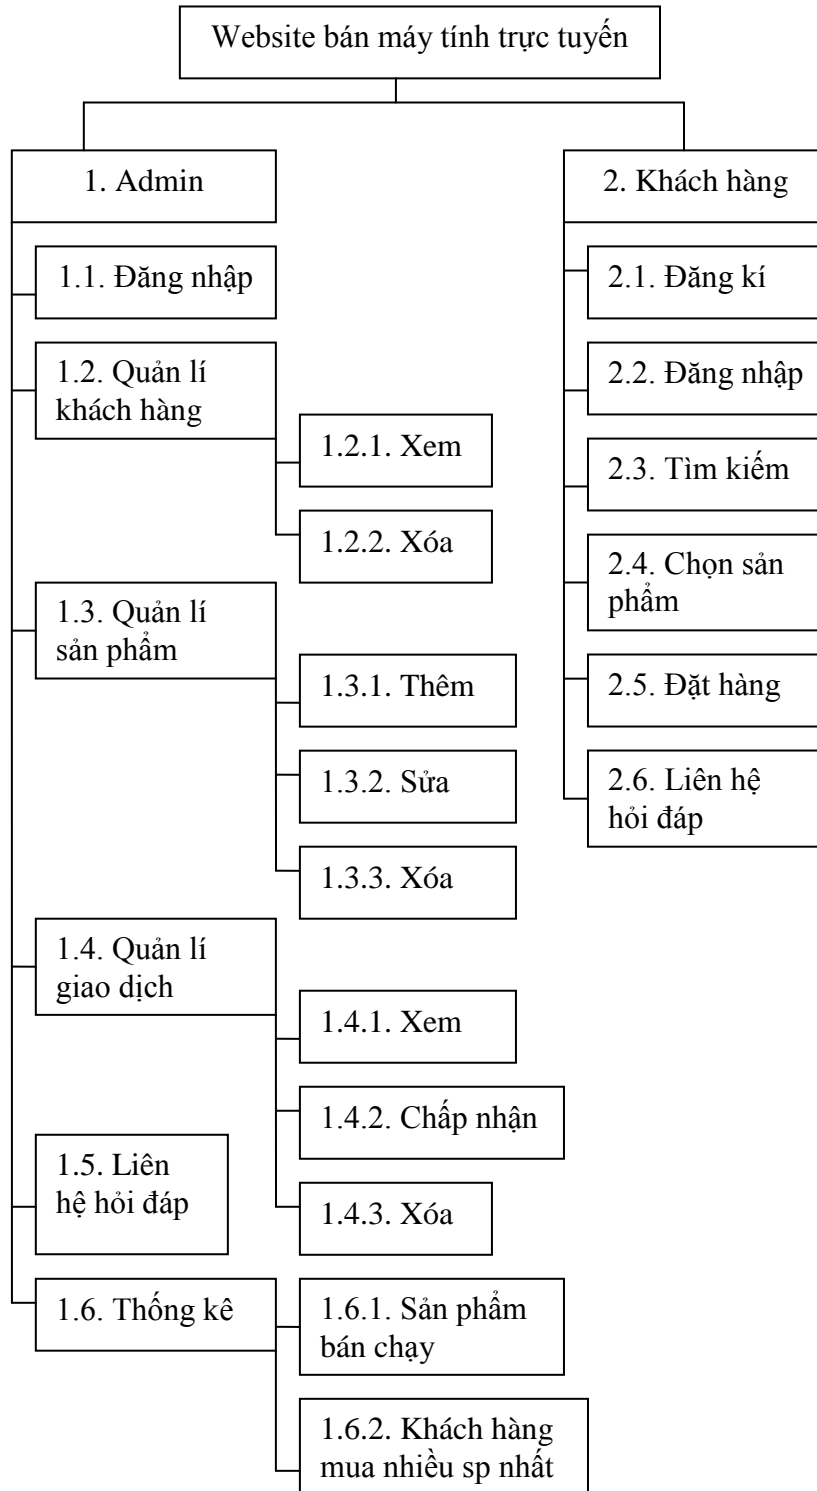 Website bán máy tính trực tuyến
1. Admin
1.1. Đăng nhập
1.2. Quản lí
khách hàng
1.2.1. Xem
1.2.2. Xóa
1.3. Quản lí
sản phẩm
1.3.1. Thêm
1.3.2. Sửa
1.3.3. Xóa
1.4. Quản lí
giao dịch
1.4.1. Xem
1.4.2. Chấp nhận
1.4.3. Xóa
1.5. Liên
hệ hỏi đáp
1.6. Thống kê
1.6.1. Sản phẩm
bán chạy
1.6.2. Khách hàng
mua nhiều sp nhất
2. Khách hàng
2.1. Đăng kí
2.2. Đăng nhập
2.3. Tìm kiếm
2.4. Chọn sản
phẩm
2.5. Đặt hàng
2.6. Liên hệ
hỏi đáp